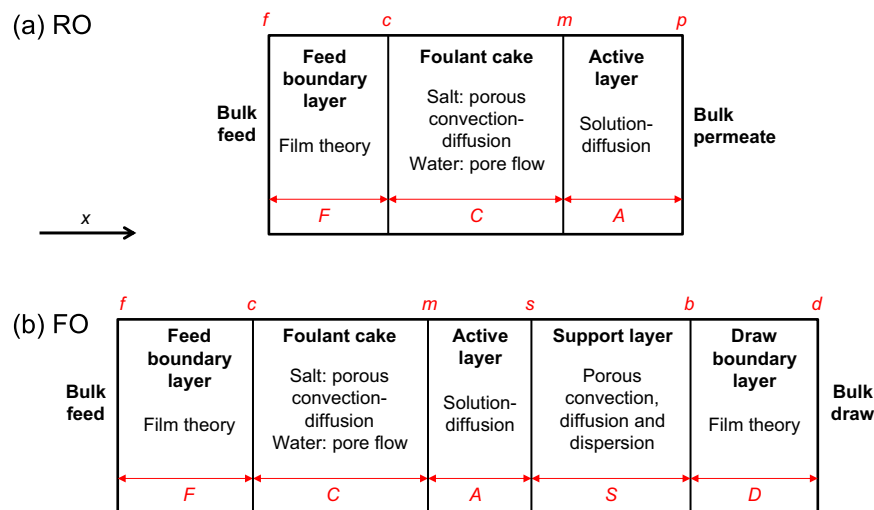 (a) RO
f c m p
Bulk feed
Feed boundary layer
Film theory
Foulant cake
Salt: porous convection-diffusion
Water: pore flow
Active layer
Solution-diffusion
Bulk permeate
F C A
x
(b) FO
f c m s b d
Bulk feed
Feed boundary layer
Film theory
Foulant cake
Salt: porous convection-diffusion
Water: pore flow
Active layer
Solution-diffusion
Support layer
Porous convection, diffusion and dispersion
Draw boundary layer
Film theory
Bulk draw
F C A S D